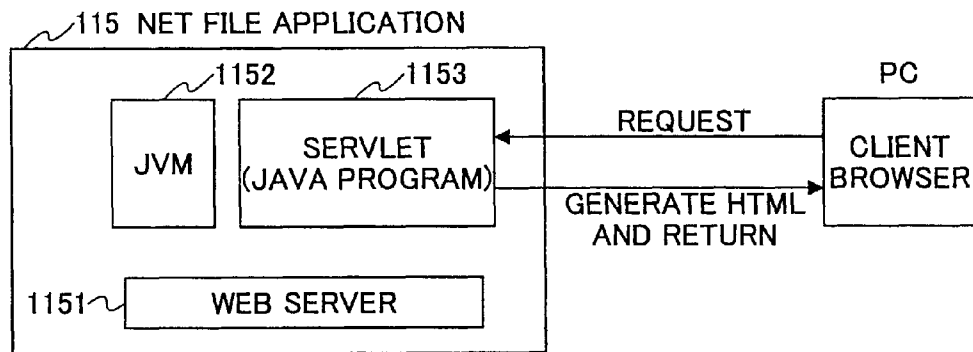 115 NET FILE APPLICATION
1152
1153
PC
JVM
SERVLET
(JAVA PROGRAM)
REQUEST
CLIENT
BROWSER
GENERATE HTML
AND RETURN
1151
WEB SERVER